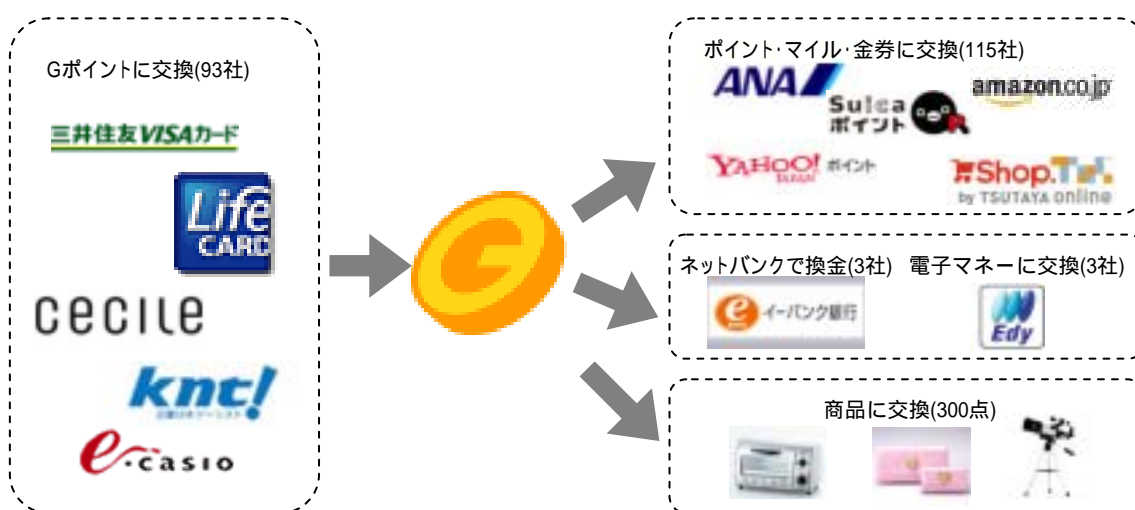 Gポイントに交換(93社)
三井住友VISAカード
Life
CARD
cecile
knt!
e-casio
G
ポイント・マイル・金券に交換(115社)
ANA
Suica
ポイント
amazon.co.jp
YAHOO! ポイント
JAPAN
Shop.
by TSUTAYA online
ネットバンクで換金(3社) 電子マネーに交換(3社)
イーバンク銀行
Edy
商品に交換(300点)